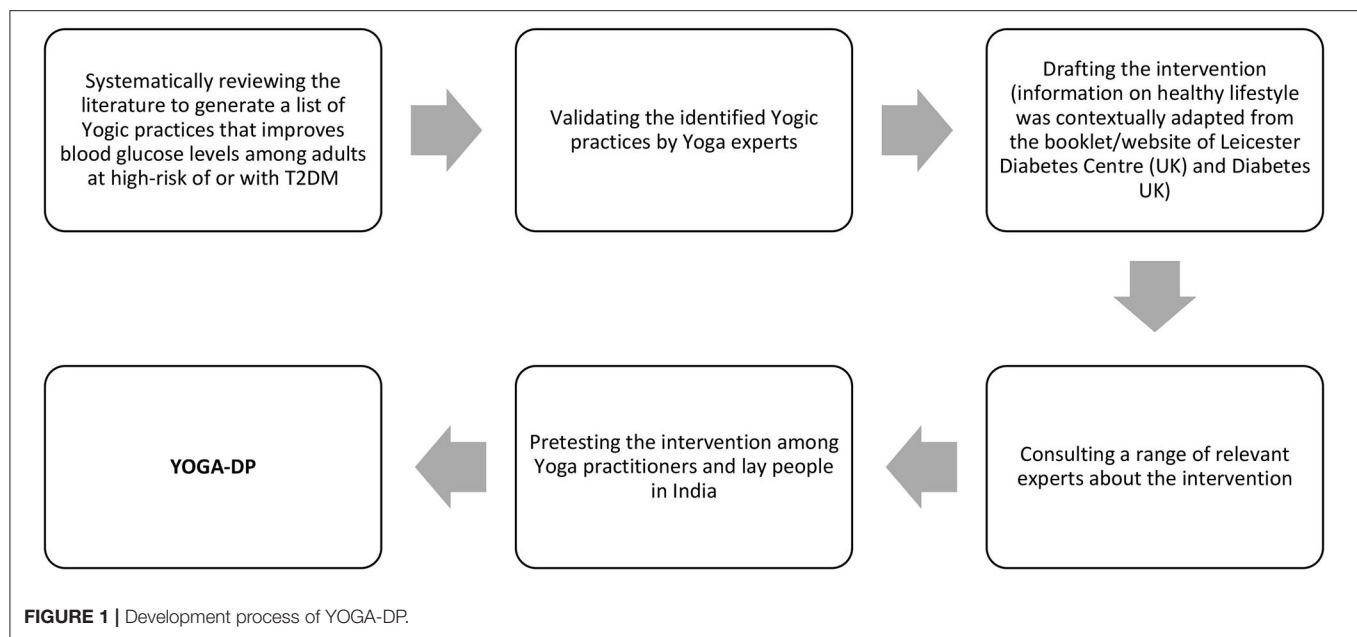 Systematically reviewing the
literature to generate a list of
Yogic practices that improves
blood glucose levels among adults
at high-risk of or with T2DM
Validating the identified Yogic
practices by Yoga experts
Drafting the intervention
(information on healthy lifestyle
was contextually adapted from
the booklet/website of Leicester
Diabetes Centre (UK) and Diabetes
UK)
Consulting a range of relevant
experts about the intervention
Pretesting the intervention among
Yoga practitioners and lay people
in India
YOGA-DP
FIGURE 1 | Development process of YOGA-DP.